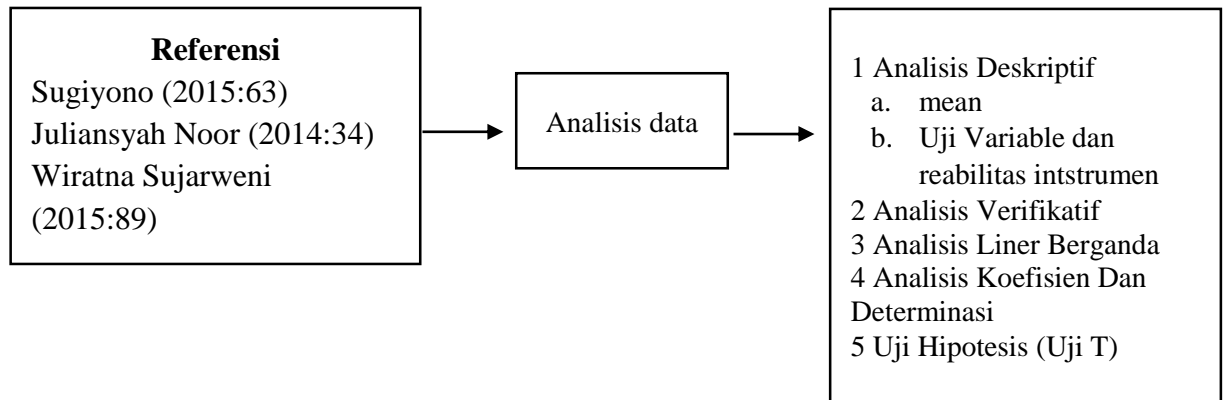 Referensi
Sugiyono (2015:63)
Juliansyah Noor (2014:34)
Wiratna Sujarweni
(2015:89)
Analisis data
1 Analisis Deskriptif
a. mean
b. Uji Variable dan
reabilitas intstrumen
2 Analisis Verifikatif
3 Analisis Liner Berganda
4 Analisis Koefisien Dan
Determinasi
5 Uji Hipotesis (Uji T)